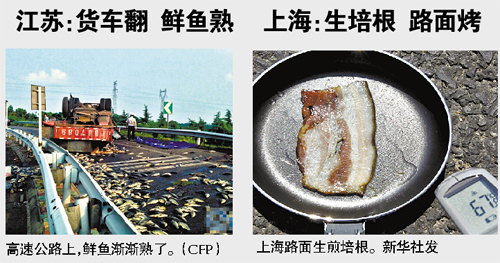 江苏:货车翻 鲜鱼熟
上海:生培根 路面烤
高速公路上,鲜鱼渐渐熟了。(CFP)
上海路面生煎培根。新华社发